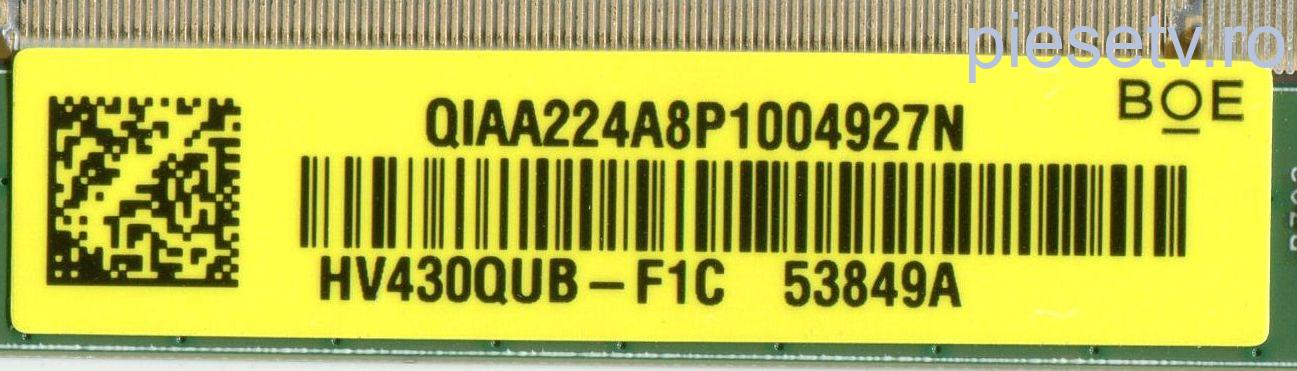 piesetv.ro
BOE
QIAA224A8P1004927N
HV430QUB-F1C 53849A